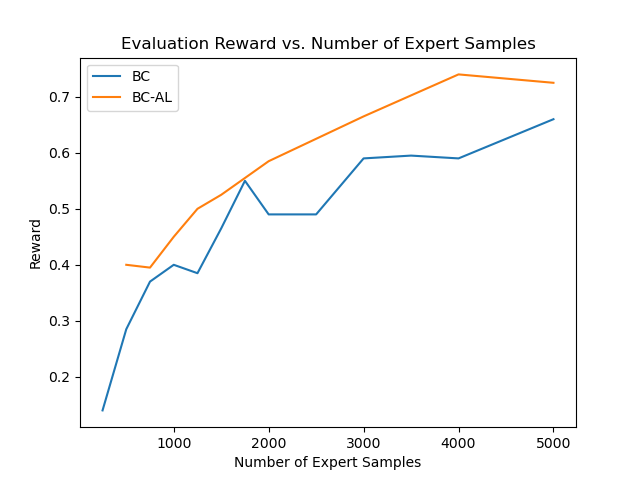 Evaluation Reward vs. Number of Expert Samples
BC
BC-AL
0.7
0.6
0.5
0.4
0.3
0.2
Reward
1000 2000 3000 4000 5000
Number of Expert Samples